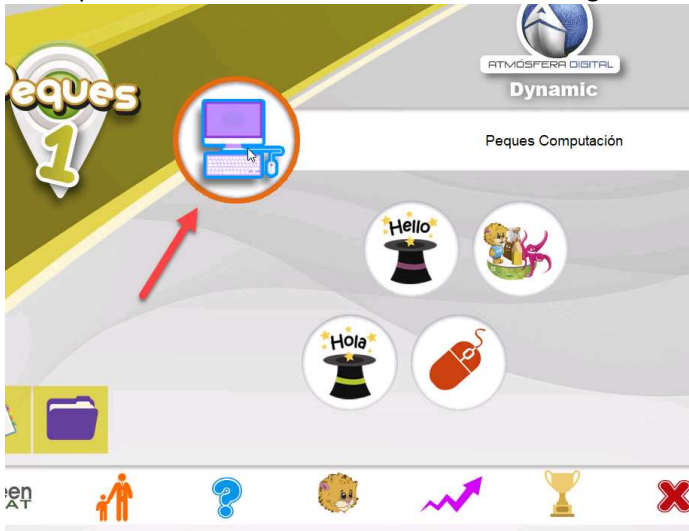 ATMÓSFERA DIGITAL
Dynamic
Peques
1
Peques Computación
Hello
Hola